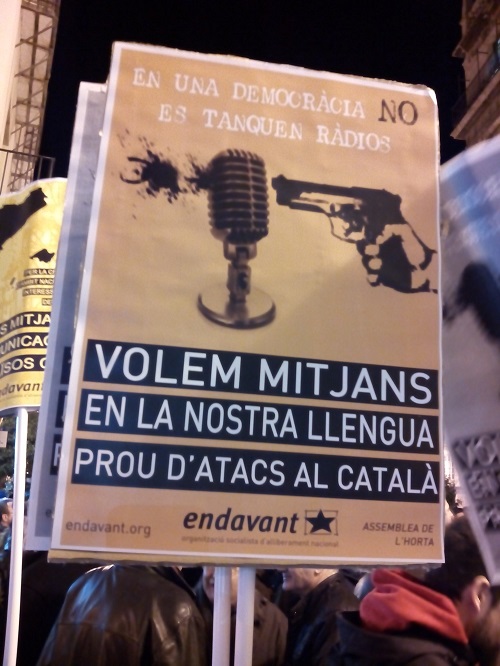 EN UNA DEMOCRÀCIA NO
ES TANQUEN RÀDIOS
VOLEM MITJANS
EN LA NOSTRA LLENGUA
PROU D'ATACS AL CATALÀ
endavant.org
endavant
organització socialista d'alliberament nacional
ASSEMBLEA DE
L'HORTA